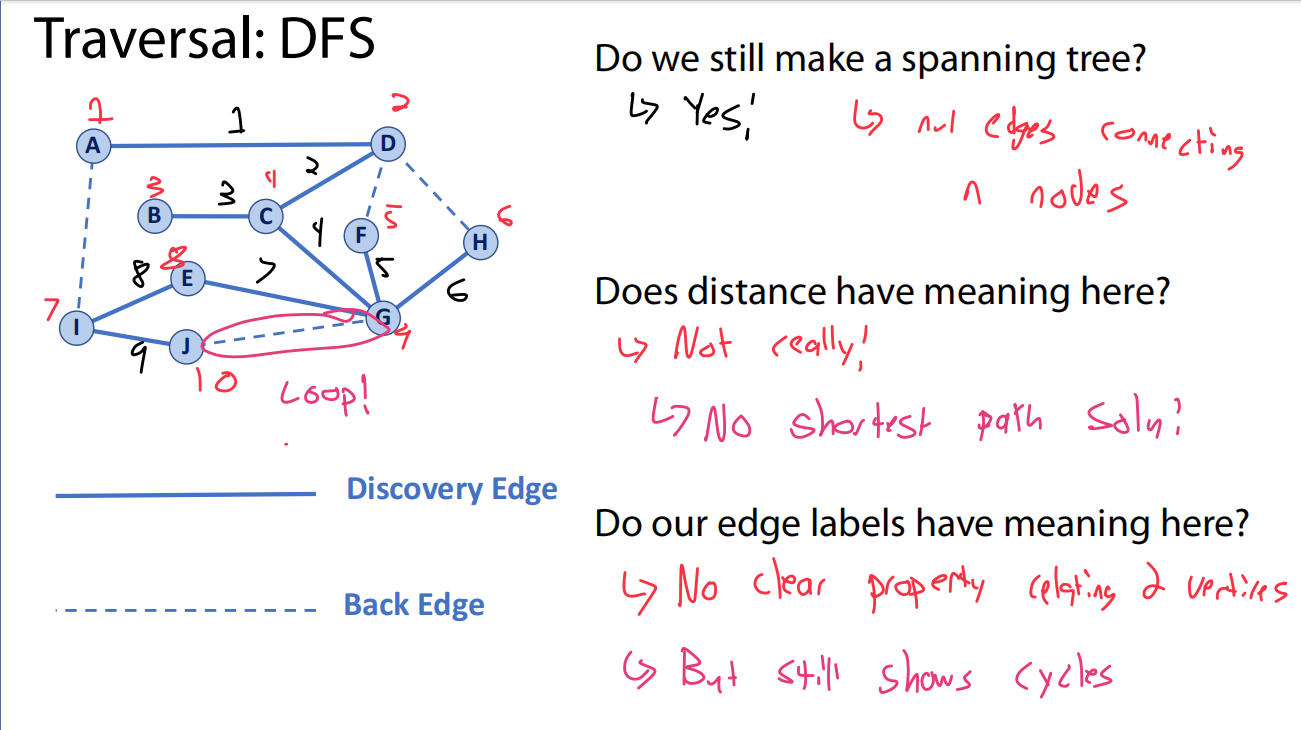 Traversal: DFS
1
2
1
A
D
2
3
3
4
B
C
4
F
5
H
6
8
8
E
7
5
6
7
I
G
9
9
J
10
Loop!
Discovery Edge
Back Edge
Do we still make a spanning tree?
↳ Yes!
↳ edges connecting
n nodes
Does distance have meaning here?
↳ Not really!
↳ No shortest path soln!
Do our edge labels have meaning here?
↳ No clear property relating 2 vertices
↳ But still shows cycles